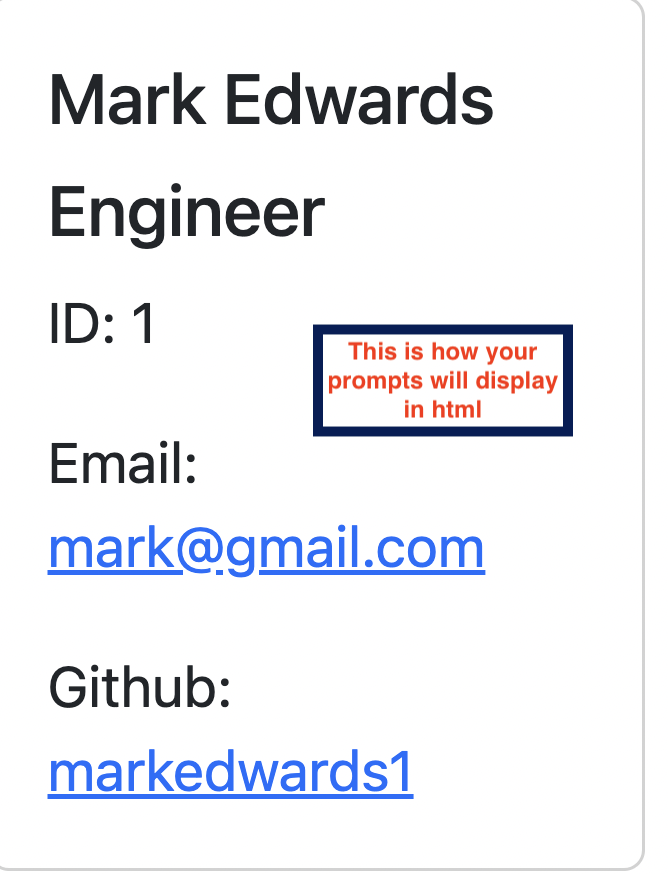 Mark Edwards
Engineer
ID: 1
This is how your
prompts will display
in html
Email:
mark@gmail.com
Github:
markedwards1